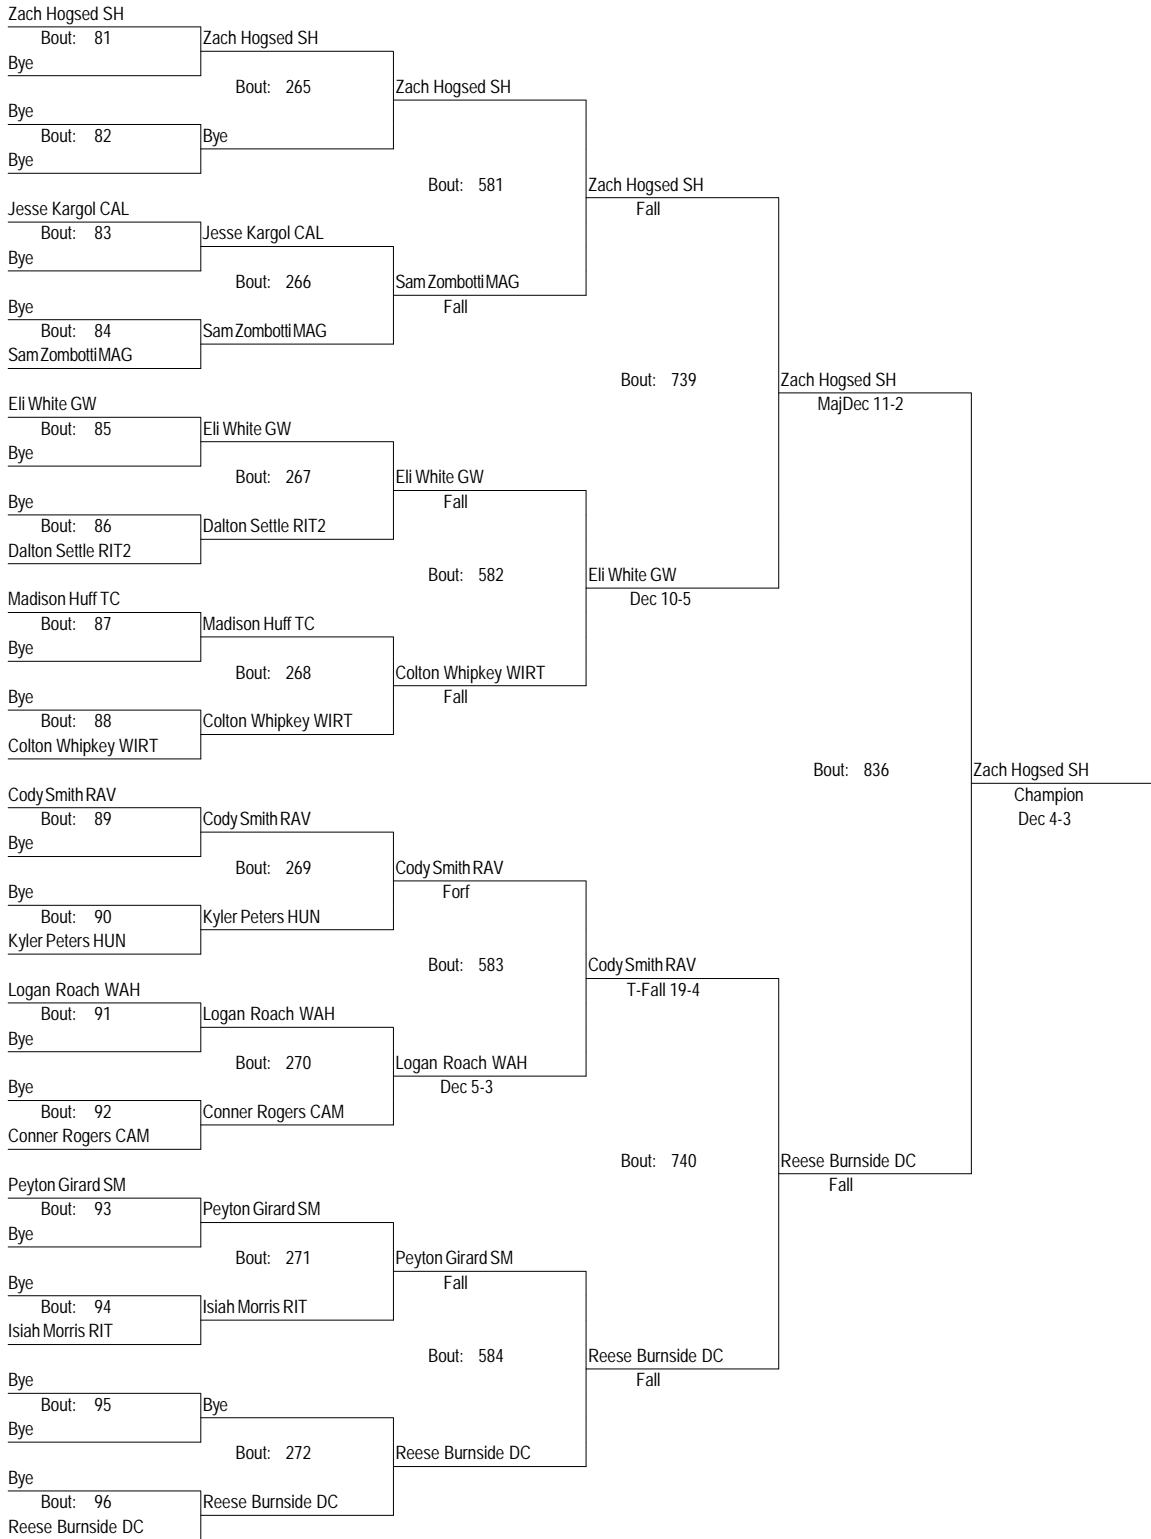 Zach Hogsed SH
Bout: 81
Zach Hogsed SH
Bye
Bout: 265
Zach Hogsed SH
Bye
Bout: 82
Bye
Bye
Bout: 581
Zach Hogsed SH
Fall
Jesse Kargol CAL
Bout: 83
Jesse Kargol CAL
Bye
Bout: 266
Sam Zombotti MAG
Fall
Bye
Bout: 84
Sam Zombotti MAG
Sam Zombotti MAG
Bout: 739
Zach Hogsed SH
MajDec 11-2
Eli White GW
Bout: 85
Eli White GW
Bye
Bout: 267
Eli White GW
Fall
Bye
Bout: 86
Dalton Settle RIT2
Dalton Settle RIT2
Bout: 582
Eli White GW
Dec 10-5
Madison Huff TC
Bout: 87
Madison Huff TC
Bye
Bout: 268
Colton Whipkey WIRT
Fall
Bye
Bout: 88
Colton Whipkey WIRT
Colton Whipkey WIRT
Bout: 836
Zach Hogsed SH
Champion
Dec 4-3
Cody Smith RAV
Bout: 89
Cody Smith RAV
Bye
Bout: 269
Cody Smith RAV
Forf
Bye
Bout: 90
Kyler Peters HUN
Kyler Peters HUN
Bout: 583
Cody Smith RAV
T-Fall 19-4
Logan Roach WAH
Bout: 91
Logan Roach WAH
Bye
Bout: 270
Logan Roach WAH
Dec 5-3
Bye
Bout: 92
Conner Rogers CAM
Conner Rogers CAM
Bout: 740
Reese Burnside DC
Fall
Peyton Girard SM
Bout: 93
Peyton Girard SM
Bye
Bout: 271
Peyton Girard SM
Fall
Bye
Bout: 94
Isiah Morris RIT
Isiah Morris RIT
Bout: 584
Reese Burnside DC
Fall
Bye
Bout: 95
Bye
Bye
Bout: 272
Reese Burnside DC
Bye
Bout: 96
Reese Burnside DC
Reese Burnside DC